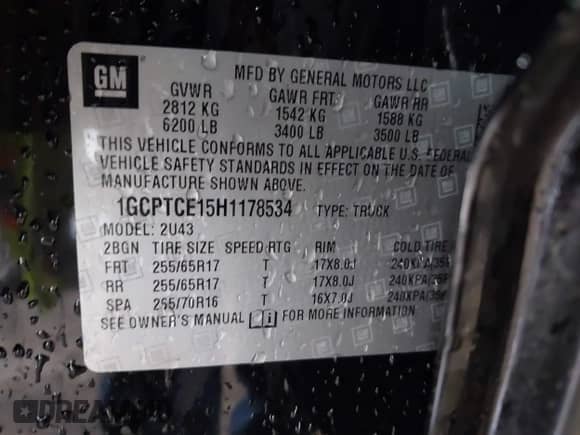 GM
MFD BY GENERAL MOTORS LLC
GVWR GAWR FRT GAWR RR
2812 KG 1542 KG 1588 KG
6200 LB 3400 LB 3500 LB
THIS VEHICLE CONFORMS TO ALL APPLICABLE U.S. FEDERAL
VEHICLE SAFETY STANDARDS IN EFFECT ON THE DATE OF
MANUFACTURE SHOWN ABOVE.
1GCPTCE15H1178534 TYPE: TRUCK
MODEL: 2U43
2BGN TIRE SIZE SPEED RTG RIM COLD TIRE
FRT 255/65R17 T 17X8.0J 240KPA/35P
RR 255/65R17 T 17X8.0J 240KPA/35P
SPA 265/70R16 T 16X7.0J 240KPA/35P
SEE OWNER'S MANUAL i FOR MORE INFORMATION